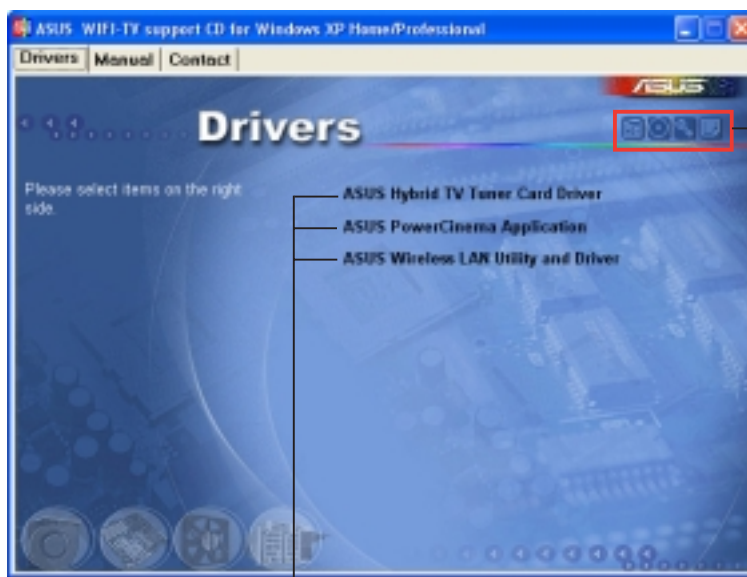 ASUS WIFI-TV support CD for Windows XP Home/Professional
Drivers Manual Contact
ASUS
Drivers
Please select items on the right
side.
ASUS Hybrid TV Tuner Card Driver
ASUS PowerCinema Application
ASUS Wireless LAN Utility and Driver